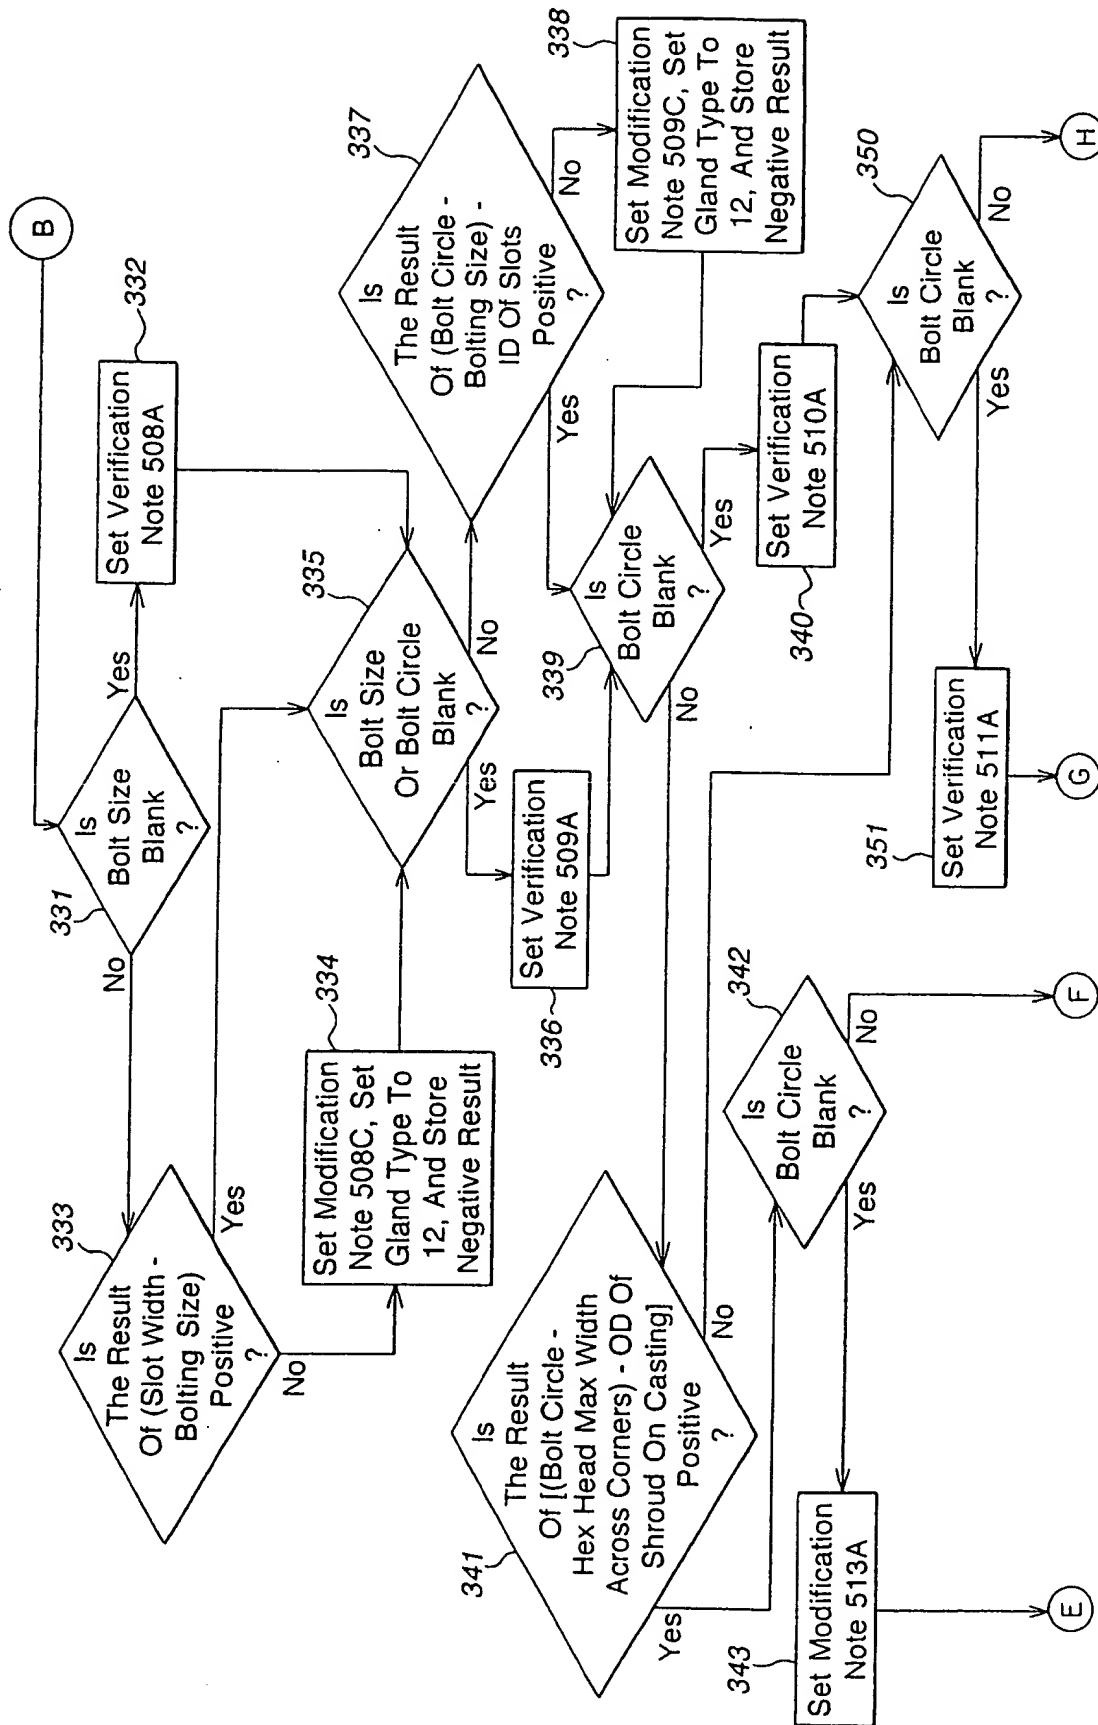 B
331
Is
Bolt Size
Blank
?
Yes
No
332
Set Verification
Note 508A
333
Is
The Result
Of (Slot Width -
Bolting Size)
Positive
?
Yes
No
334
Set Modification
Note 508C, Set
Gland Type To
12, And Store
Negative Result
335
Is
Bolt Size
Or Bolt Circle
Blank
?
Yes
No
336
Set Verification
Note 509A
337
Is
The Result
Of (Bolt Circle -
Bolting Size) -
ID Of Slots
Positive
?
Yes
No
338
Set Modification
Note 509C, Set
Gland Type To
12, And Store
Negative Result
339
Is
Bolt Circle
Blank
?
Yes
No
340
Set Verification
Note 510A
341
Is
The Result
Of [(Bolt Circle -
Hex Head Max Width
Across Corners) - OD Of
Shroud On Casting]
Positive
?
Yes
No
342
Is
Bolt Circle
Blank
?
Yes
No
343
Set Modification
Note 513A
350
Is
Bolt Circle
Blank
?
Yes
No
351
Set Verification
Note 511A
E
F
G
H